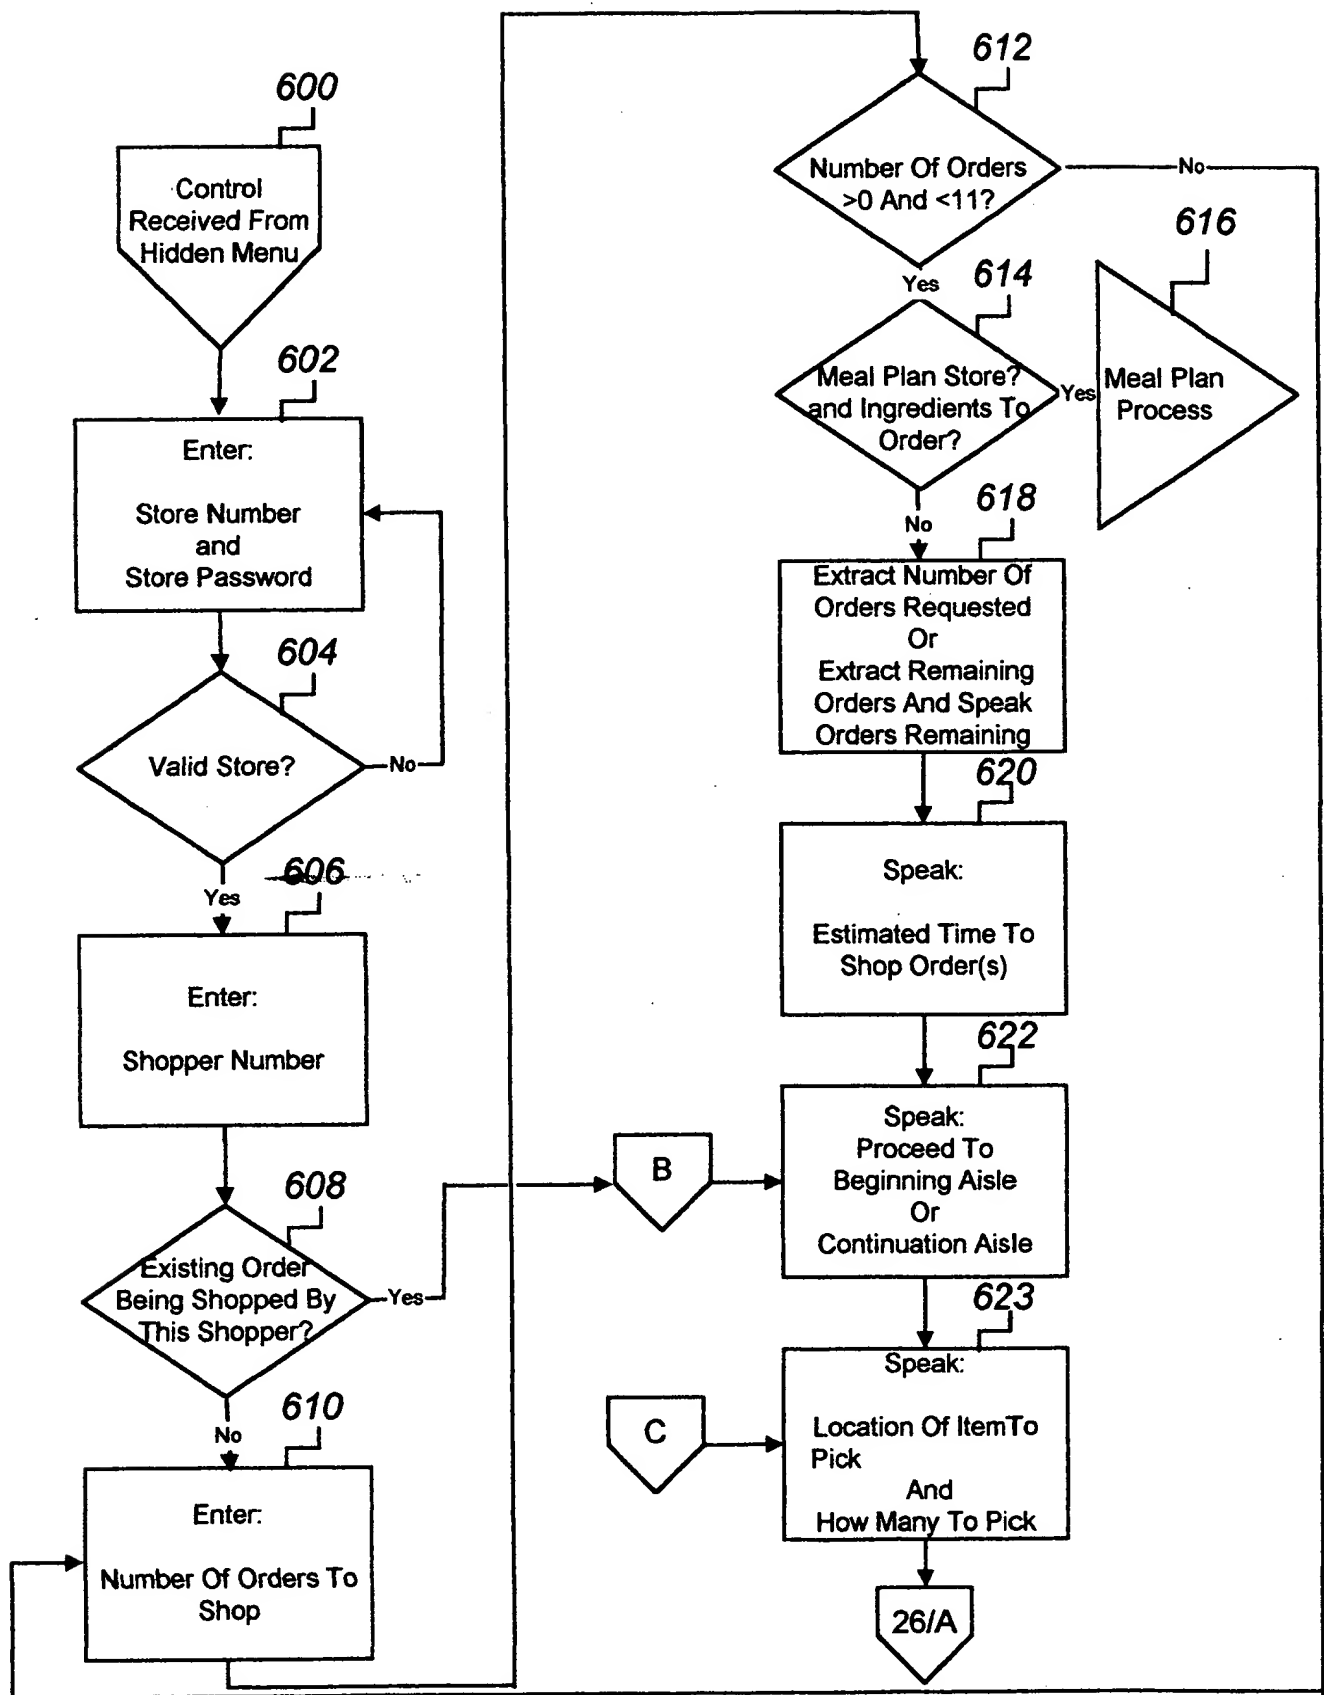 600
Control
Received From
Hidden Menu
602
Enter:
Store Number
and
Store Password
604
Valid Store?
No
Yes
606
Enter:
Shopper Number
608
Existing Order
Being Shopped By
This Shopper?
Yes
No
610
Enter:
Number Of Orders To
Shop
612
Number Of Orders
>0 And <11?
No
Yes
614
Meal Plan Store?
and Ingredients To
Order?
Yes
616
Meal Plan
Process
No
618
Extract Number Of
Orders Requested
Or
Extract Remaining
Orders And Speak
Orders Remaining
620
Speak:
Estimated Time To
Shop Order(s)
622
B
Speak:
Proceed To
Beginning Aisle
Or
Continuation Aisle
623
C
Speak:
Location Of ItemTo
Pick
And
How Many To Pick
26/A